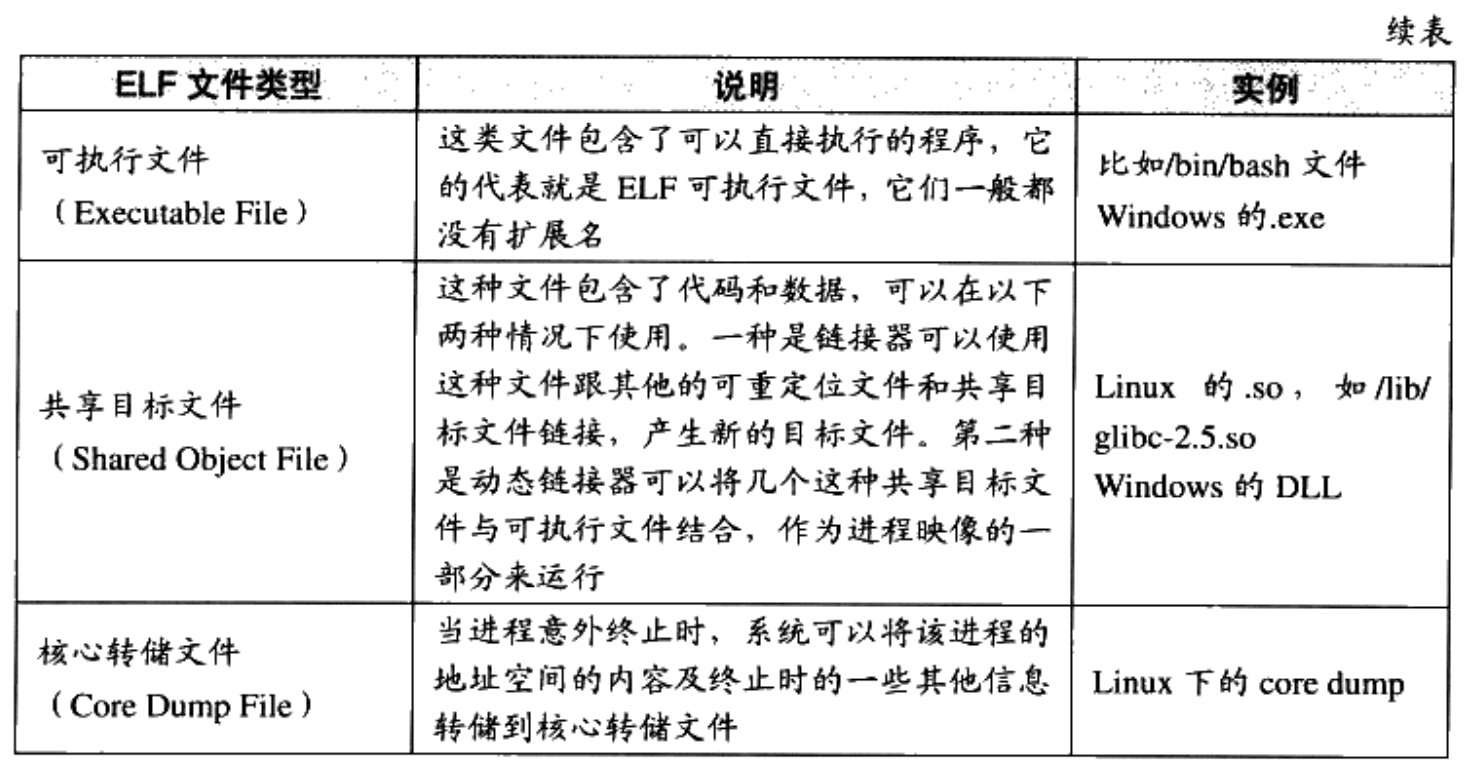 续表
ELF 文件类型
说明
实例
可执行文件
（Executable File）
这类文件包含了可以直接执行的程序，它
的代表就是 ELF 可执行文件，它们一般都
没有扩展名
比如/bin/bash 文件
Windows 的.exe
共享目标文件
（Shared Object File）
这种文件包含了代码和数据，可以在以下
两种情况下使用。一种是链接器可以使用
这种文件跟其他的可重定位文件和共享目
标文件链接，产生新的目标文件。第二种
是动态链接器可以将几个这种共享目标文
件与可执行文件结合，作为进程映像的一
部分来运行
Linux 的 .so， 如 /lib/
glibc-2.5.so
Windows 的 DLL
核心转储文件
（Core Dump File）
当进程意外终止时，系统可以将该进程的
地址空间的内容及终止时的一些其他信息
转储到核心转储文件
Linux 下的 core dump